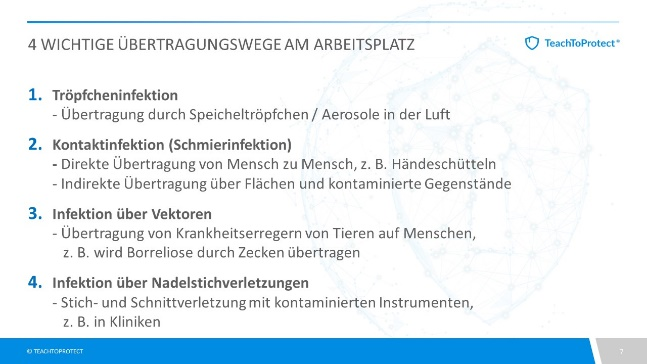 4 WICHTIGE ÜBERTRAGUNGSWEGE AM ARBEITSPLATZ
TeachToProtect®
1. Tröpfcheninfektion
- Übertragung durch Speicheltröpfchen / Aerosole in der Luft
2. Kontaktinfektion (Schmierinfektion)
- Direkte Übertragung von Mensch zu Mensch, z. B. Händeschütteln
- Indirekte Übertragung über Flächen und kontaminierte Gegenstände
3. Infektion über Vektoren
- Übertragung von Krankheitserregern von Tieren auf Menschen,
z. B. wird Borreliose durch Zecken übertragen
4. Infektion über Nadelstichverletzungen
- Stich- und Schnittverletzung mit kontaminierten Instrumenten,
z. B. in Kliniken
© TEACHTOPROTECT
7